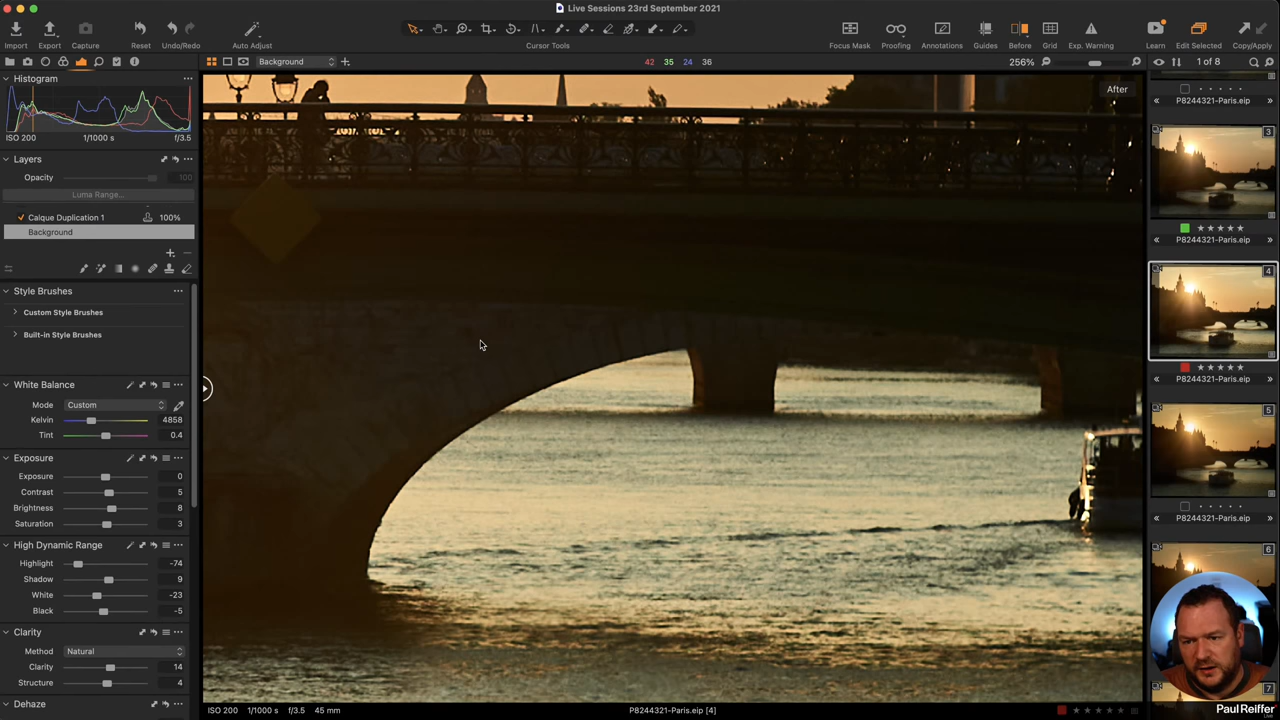 Live Sessions 23rd September 2021
Import
Export
Capture
Reset
Undo/Redo
Auto Adjust
Cursor Tools
Focus Mask
Proofing
Annotations
Guides
Before
Grid
Exp. Warning
Learn
Edit Selected
Copy/Apply
Background
42 35 24 36
256%
1 of 8
Histogram
ISO 200 1/1000 s f/3.5
Layers
Opacity 100
Luma Range...
Calque Duplication 1 100%
Background
Style Brushes
Custom Style Brushes
Built-in Style Brushes
White Balance
Mode Custom
Kelvin 4858
Tint 0.4
Exposure
Exposure 0
Contrast 5
Brightness 8
Saturation 3
High Dynamic Range
Highlight -74
Shadow 9
White -23
Black -5
Clarity
Method Natural
Clarity 14
Structure 4
Dehaze
After
ISO 200 1/1000 s f/3.5 45 mm
P8244321-Paris.eip [4]
P8244321-Paris.eip
3
P8244321-Paris.eip
4
P8244321-Paris.eip
5
P8244321-Paris.eip
6
7
Paul Reiffer
Live